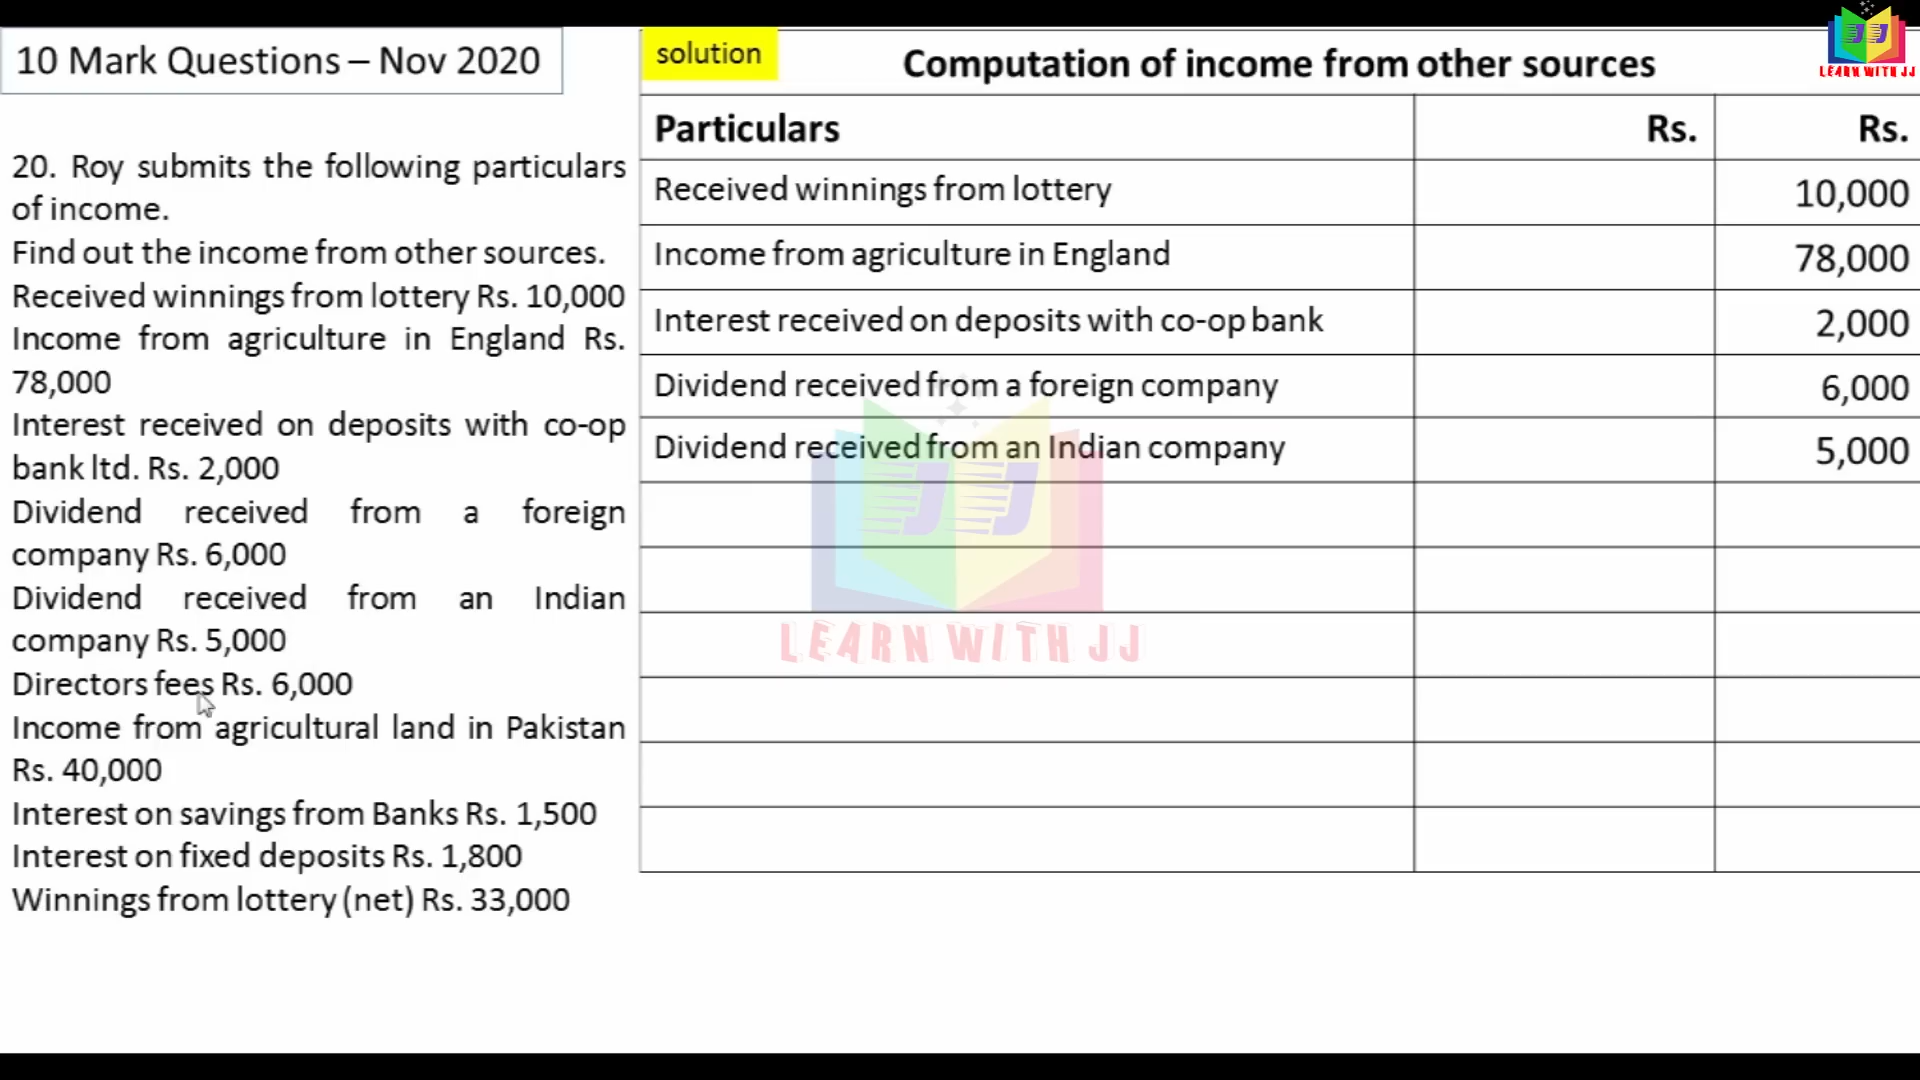 10 Mark Questions – Nov 2020
20. Roy submits the following particulars
of income.
Find out the income from other sources.
Received winnings from lottery Rs. 10,000
Income from agriculture in England Rs.
78,000
Interest received on deposits with co-op
bank ltd. Rs. 2,000
Dividend received from a foreign
company Rs. 6,000
Dividend received from an Indian
company Rs. 5,000
Directors fees Rs. 6,000
Income from agricultural land in Pakistan
Rs. 40,000
Interest on savings from Banks Rs. 1,500
Interest on fixed deposits Rs. 1,800
Winnings from lottery (net) Rs. 33,000
solution
Computation of income from other sources
Particulars Rs. Rs.
Received winnings from lottery 10,000
Income from agriculture in England 78,000
Interest received on deposits with co-op bank 2,000
Dividend received from a foreign company 6,000
Dividend received from an Indian company 5,000
JJ
LEARN WITH JJ
JJ
LEARN WITH JJ